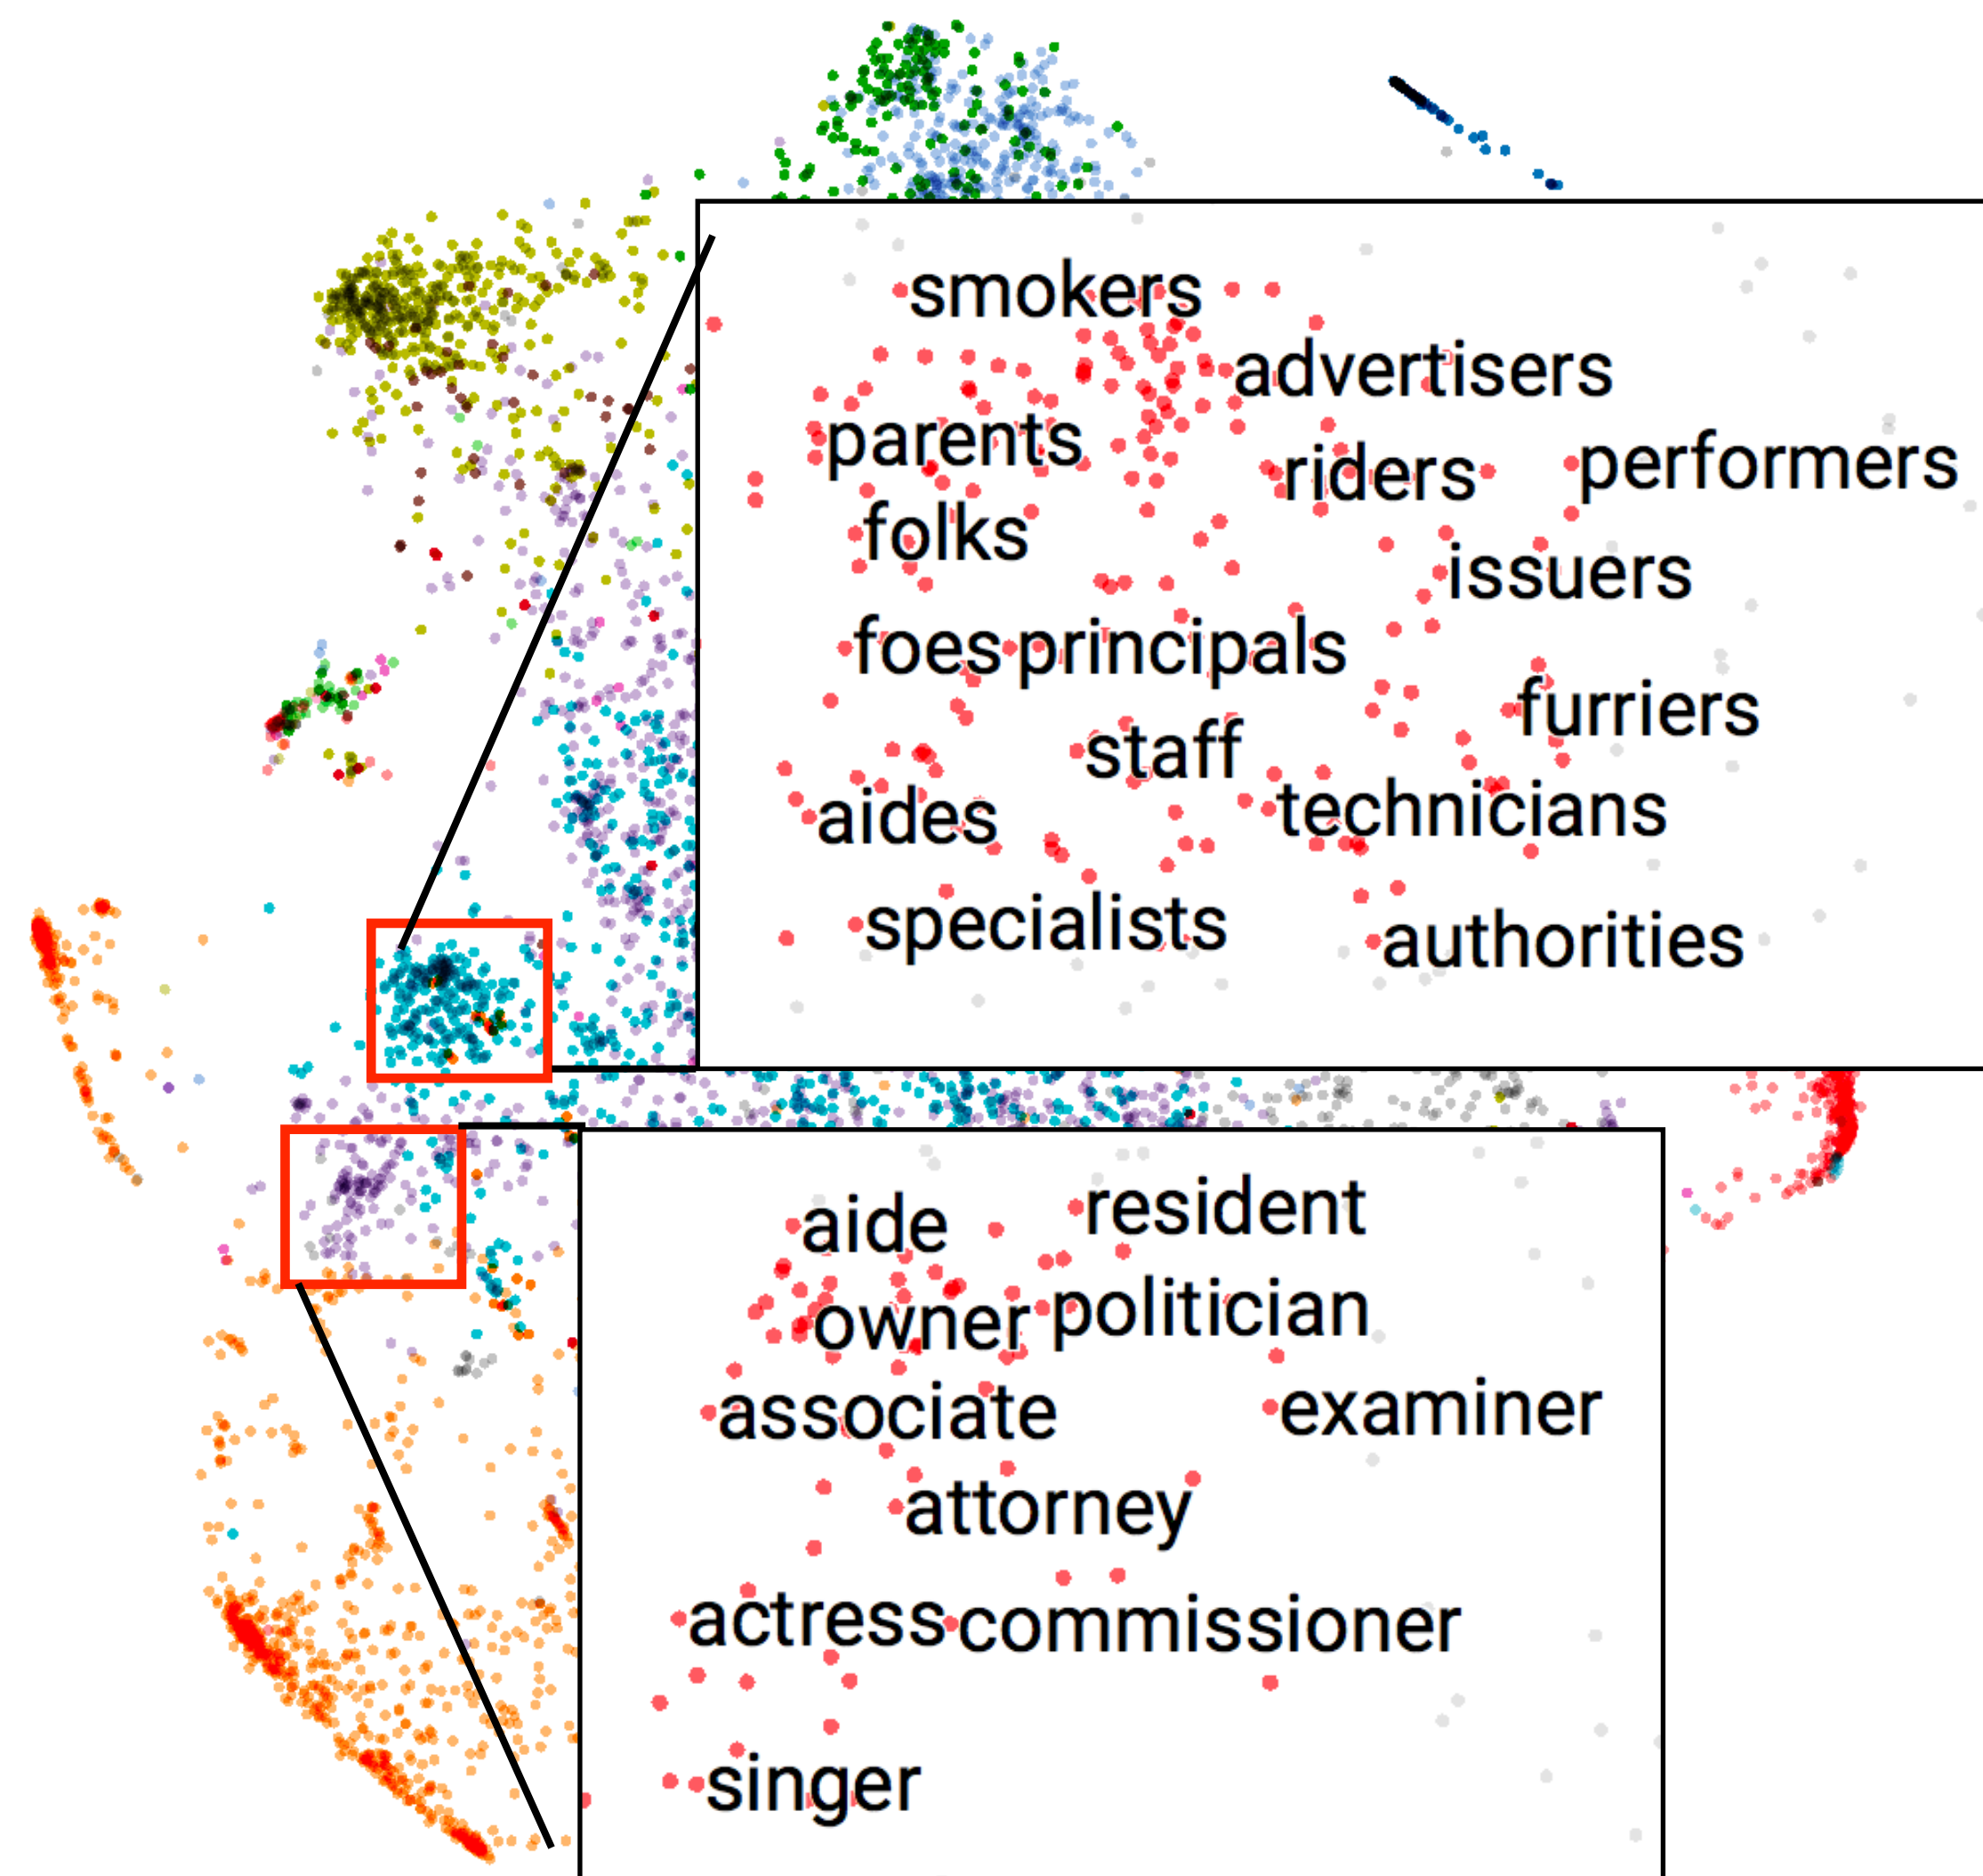 smokers
advertisers
parents
riders performers
folks
issuers
foes principals
furriers
staff
aides technicians
specialists
authorities
aide resident
owner politician
associate examiner
attorney
actress commissioner
singer